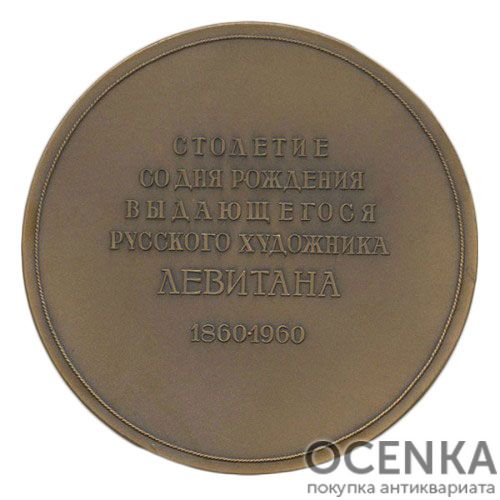 СТОЛЕТИЕ
СО ДНЯ РОЖДЕНИЯ
ВЫДАЮЩЕГОСЯ
РУССКОГО ХУДОЖНИКА
ЛЕВИТАНА
1860·1960
OCENKA
покупка антиквариата